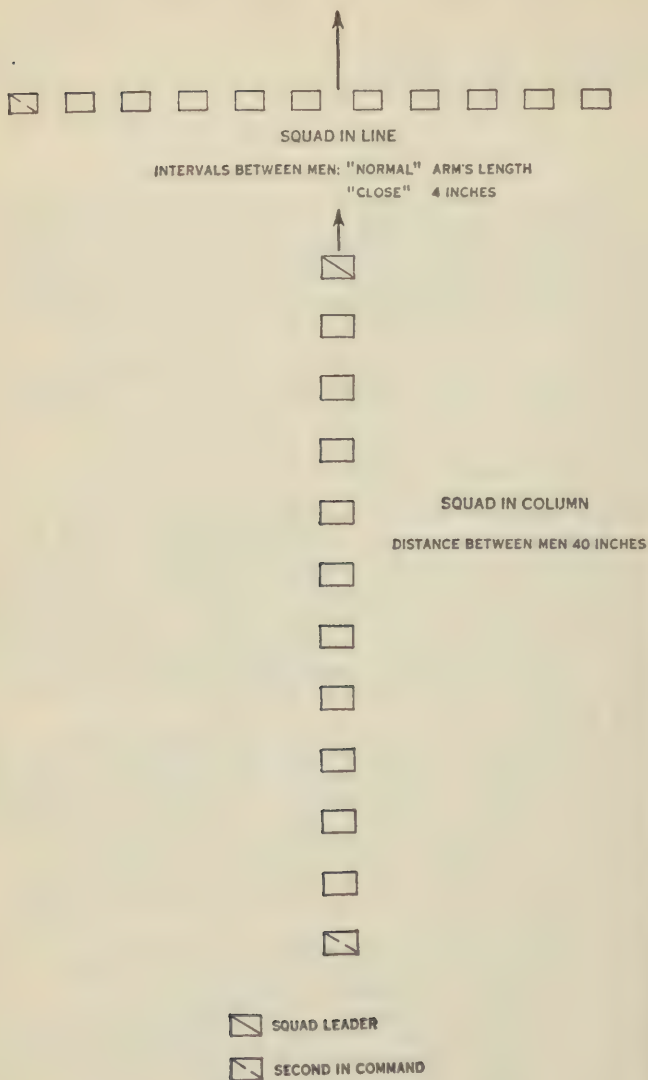 SQUAD IN LINE
INTERVALS BETWEEN MEN: "NORMAL" ARM'S LENGTH
"CLOSE" 4 INCHES
SQUAD IN COLUMN
DISTANCE BETWEEN MEN 40 INCHES
SQUAD LEADER
SECOND IN COMMAND